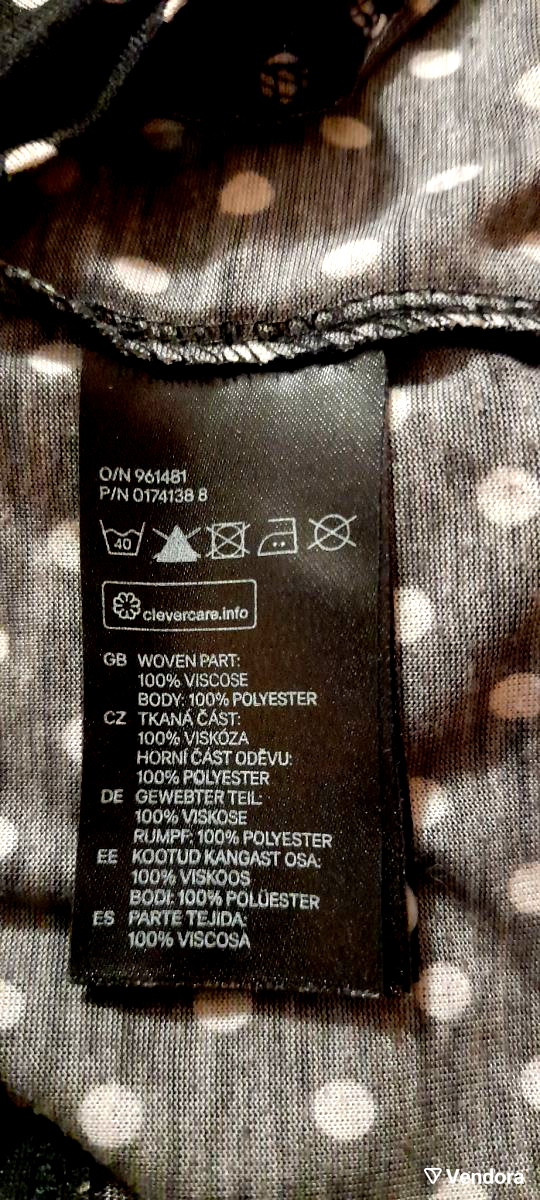 O/N 961481
P/N 0174138 8
40
clevercare.info
GB WOVEN PART:
100% VISCOSE
BODY: 100% POLYESTER
CZ TKANÁ ČÁST:
100% VISKÓZA
HORNÍ ČÁST ODĚVU:
100% POLYESTER
DE GEWEBTER TEIL:
100% VISKOSE
RUMPF: 100% POLYESTER
EE KOOTUD KANGAST OSA:
100% VISKOOS
BODI: 100% POLÜESTER
ES PARTE TEJIDA:
100% VISCOSA
Vendora